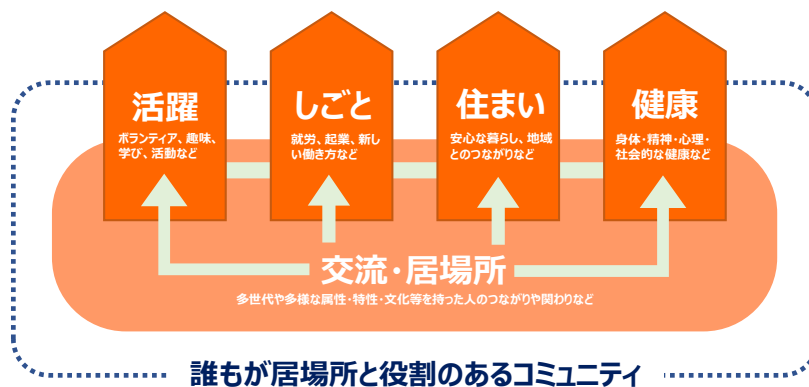 活躍
ボランティア、趣味、
学び、活動など
しごと
就労、起業、新し
い働き方など
住まい
安心な暮らし、地域
とのつながりなど
健康
身体・精神・心理・
社会的な健康など
交流・居場所
多世代や多様な属性・特性・文化等を持った人のつながりや関わりなど
誰もが居場所と役割のあるコミュニティ